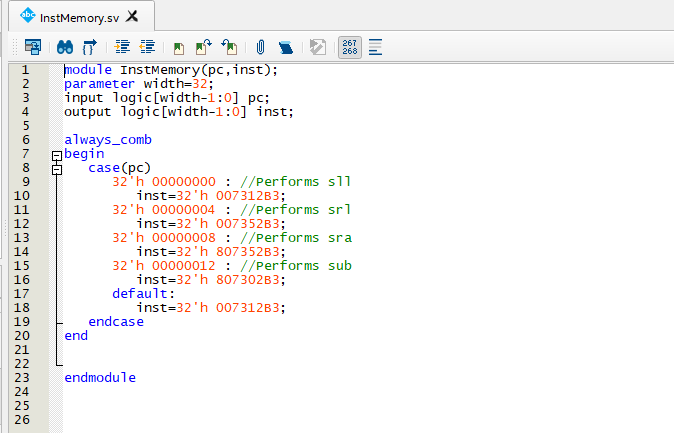 abc InstMemory.sv
267
268
1 module InstMemory(pc,inst);
2 parameter width=32;
3 input logic[width-1:0] pc;
4 output logic[width-1:0] inst;
5
6 always_comb
7 begin
8 case(pc)
9 32'h 00000000 : //Performs sll
10 inst=32'h 007312B3;
11 32'h 00000004 : //Performs srl
12 inst=32'h 007352B3;
13 32'h 00000008 : //Performs sra
14 inst=32'h 807352B3;
15 32'h 00000012 : //Performs sub
16 inst=32'h 807302B3;
17 default:
18 inst=32'h 007312B3;
19 endcase
20 end
21
22
23 endmodule
24
25
26